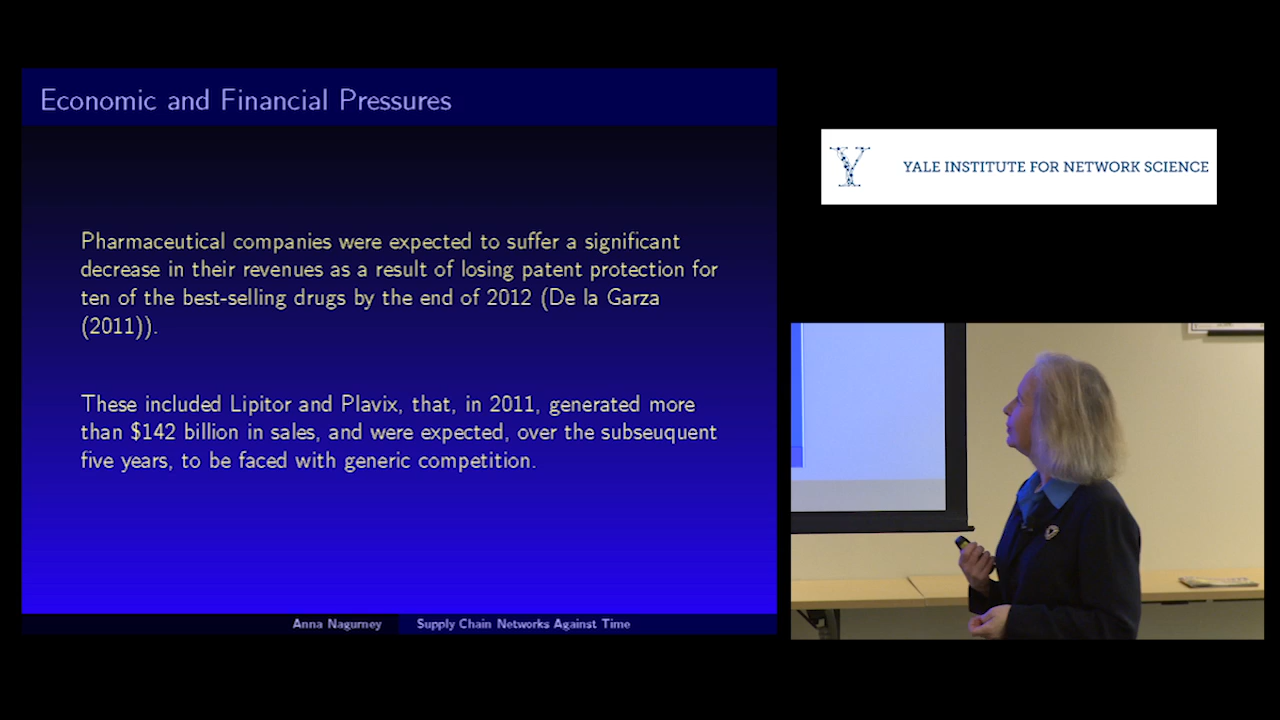 Economic and Financial Pressures
Pharmaceutical companies were expected to suffer a significant
decrease in their revenues as a result of losing patent protection for
ten of the best-selling drugs by the end of 2012 (De la Garza
(2011)).
These included Lipitor and Plavix, that, in 2011, generated more
than $142 billion in sales, and were expected, over the subseuquent
five years, to be faced with generic competition.
Anna Nagurney Supply Chain Networks Against Time
YALE INSTITUTE FOR NETWORK SCIENCE